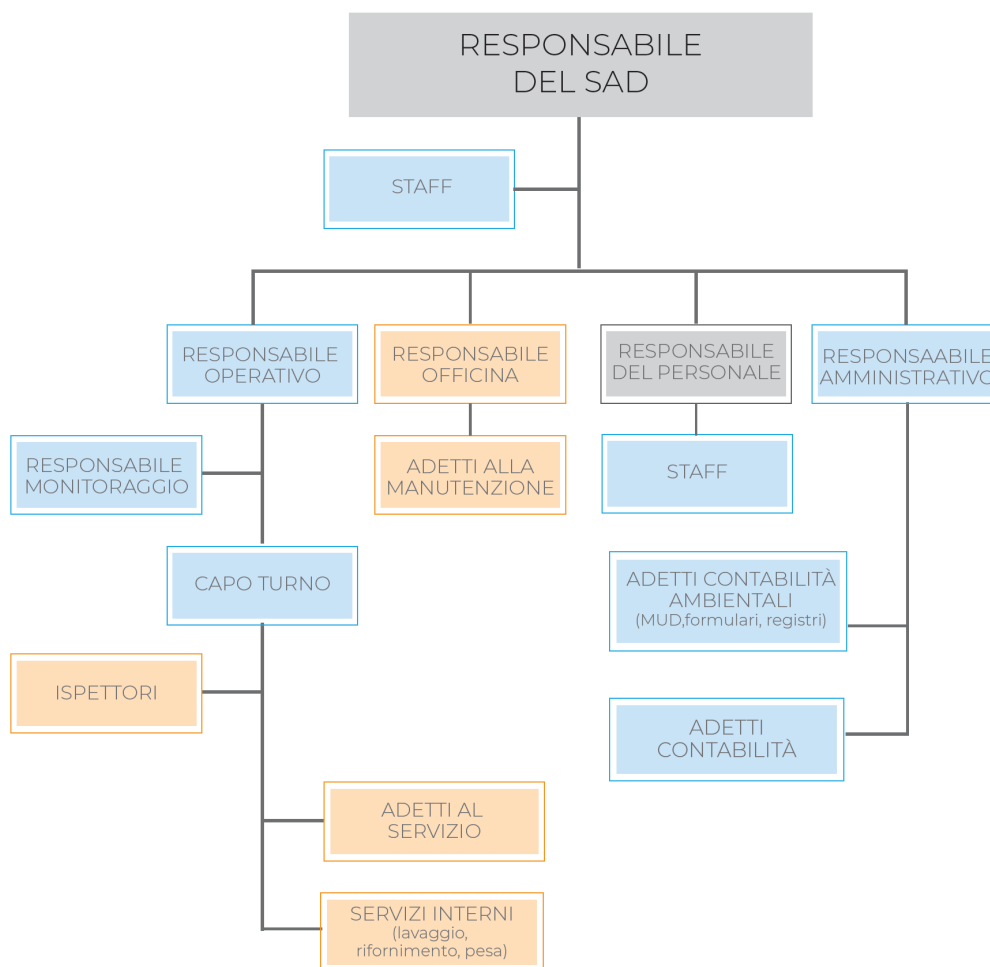 RESPONSABILE
DEL SAD
STAFF
RESPONSABILE
OPERATIVO
RESPONSABILE
OFFICINA
RESPONSABILE
DEL PERSONALE
RESPONSAABILE
AMMINISTRATIVO
RESPONSABILE
MONITORAGGIO
ADETTI ALLA
MANUTENZIONE
STAFF
CAPO TURNO
ADETTI CONTABILITÀ
AMBIENTALI
(MUD,formulari, registri)
ISPETTORI
ADETTI
CONTABILITÀ
ADETTI AL
SERVIZIO
SERVIZI INTERNI
(lavaggio,
rifornimento, pesa)